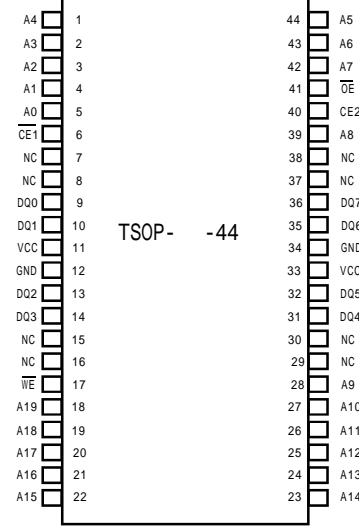 A4 1 44 A5
A3 2 43 A6
A2 3 42 A7
A1 4 41 OE
A0 5 40 CE2
CE1 6 39 A8
NC 7 38 NC
NC 8 37 NC
DQ0 9 36 DQ7
DQ1 10 35 DQ6
TSOP- -44
VCC 11 34 GND
GND 12 33 VCC
DQ2 13 32 DQ5
DQ3 14 31 DQ4
NC 15 30 NC
NC 16 29 NC
WE 17 28 A9
A19 18 27 A10
A18 19 26 A11
A17 20 25 A12
A16 21 24 A13
A15 22 23 A14